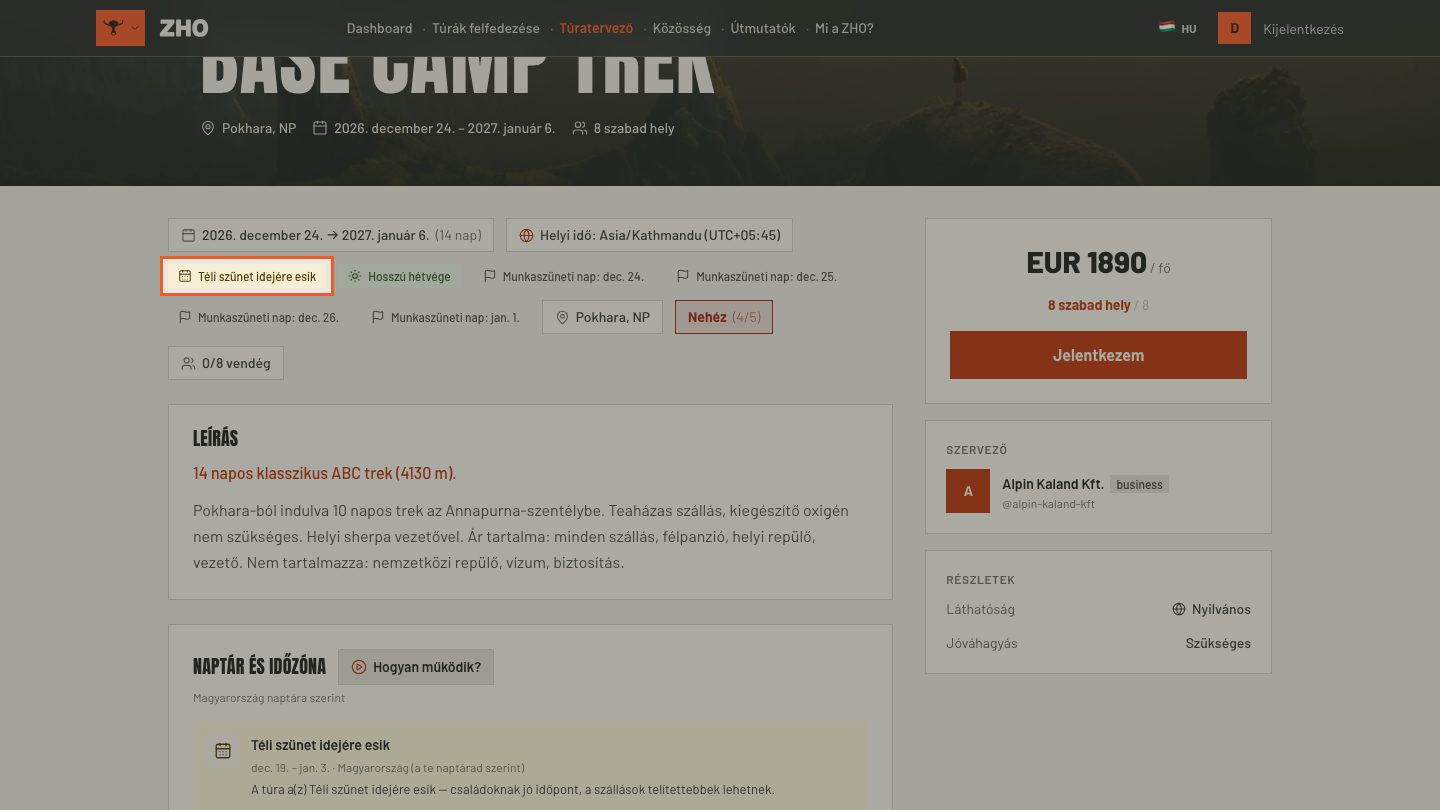 ZHO
Dashboard · Túrák felfedezése · Túratervező · Közösség · Útmutatók · Mi a ZHO?
HU
D
Kijelentkezés
BASE CAMP TREK
Pokhara, NP
2026. december 24. – 2027. január 6.
8 szabad hely
2026. december 24. → 2027. január 6. (14 nap)
Helyi idő: Asia/Kathmandu (UTC+05:45)
Téli szünet idejére esik
Hosszú hétvége
Munkaszüneti nap: dec. 24.
Munkaszüneti nap: dec. 25.
Munkaszüneti nap: dec. 26.
Munkaszüneti nap: jan. 1.
Pokhara, NP
Nehéz (4/5)
0/8 vendég
LEÍRÁS
14 napos klasszikus ABC trek (4130 m).
Pokhara-ból indulva 10 napos trek az Annapurna-szentélybe. Teaházas szállás, kiegészítő oxigén
nem szükséges. Helyi sherpa vezetővel. Ár tartalma: minden szállás, félpanzió, helyi repülő,
vezető. Nem tartalmazza: nemzetközi repülő, vízum, biztosítás.
NAPTÁR ÉS IDŐZÓNA
Hogyan működik?
Magyarország naptára szerint
Téli szünet idejére esik
dec. 19. – jan. 3. · Magyarország (a te naptárad szerint)
A túra a(z) Téli szünet idejére esik — családoknak jó időpont, a szállások telítettebbek lehetnek.
EUR 1890 / fő
8 szabad hely / 8
Jelentkezem
SZERVEZŐ
A
Alpin Kaland Kft. business
@alpin-kaland-kft
RÉSZLETEK
Láthatóság
Nyilvános
Jóváhagyás
Szükséges